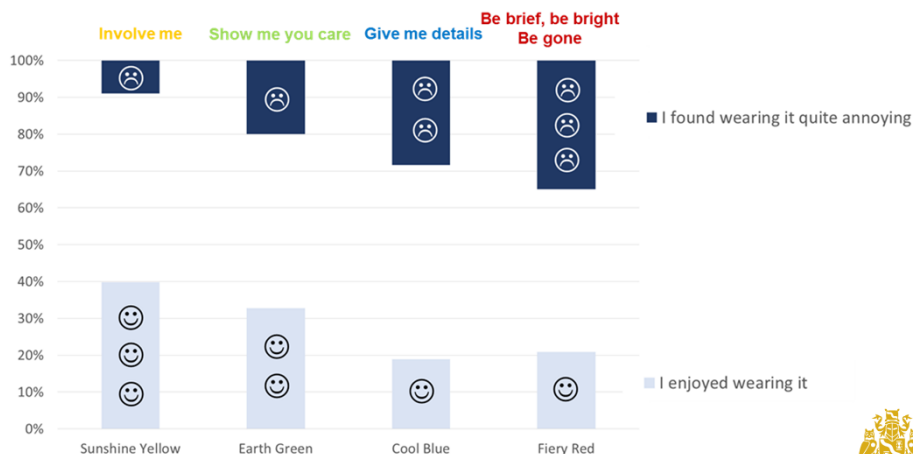 Involve me
Show me you care
Give me details
Be brief, be bright
Be gone
100%
90%
80%
70%
60%
50%
40%
30%
20%
10%
0%
I found wearing it quite annoying
I enjoyed wearing it
Sunshine Yellow
Earth Green
Cool Blue
Fiery Red